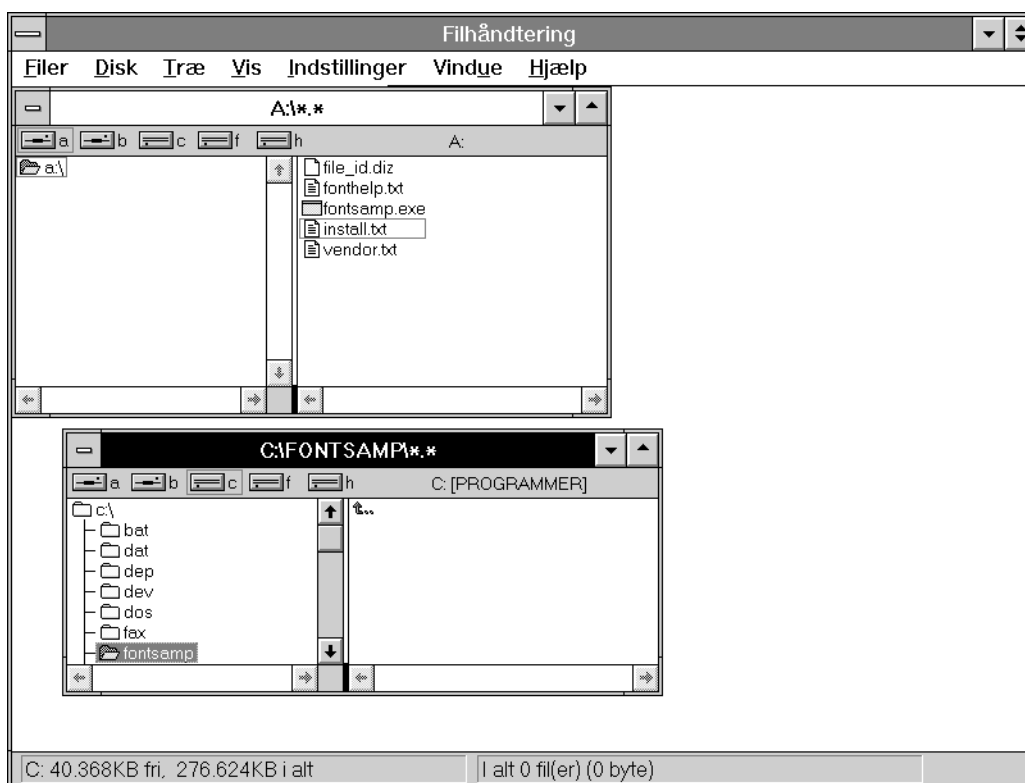 Filhåndtering
Filer Disk Træ Vis Indstillinger Vindue Hjælp
A:\*.*
a b c f h A:
a:\
file_id.diz
fonthelp.txt
fontsamp.exe
install.txt
vendor.txt
C:\FONTSAMP\*.*
a b c f h C: [PROGRAMMER]
c:\
..
bat
dat
dep
dev
dos
fax
fontsamp
C: 40.368KB fri, 276.624KB i alt I alt 0 fil(er) (0 byte)